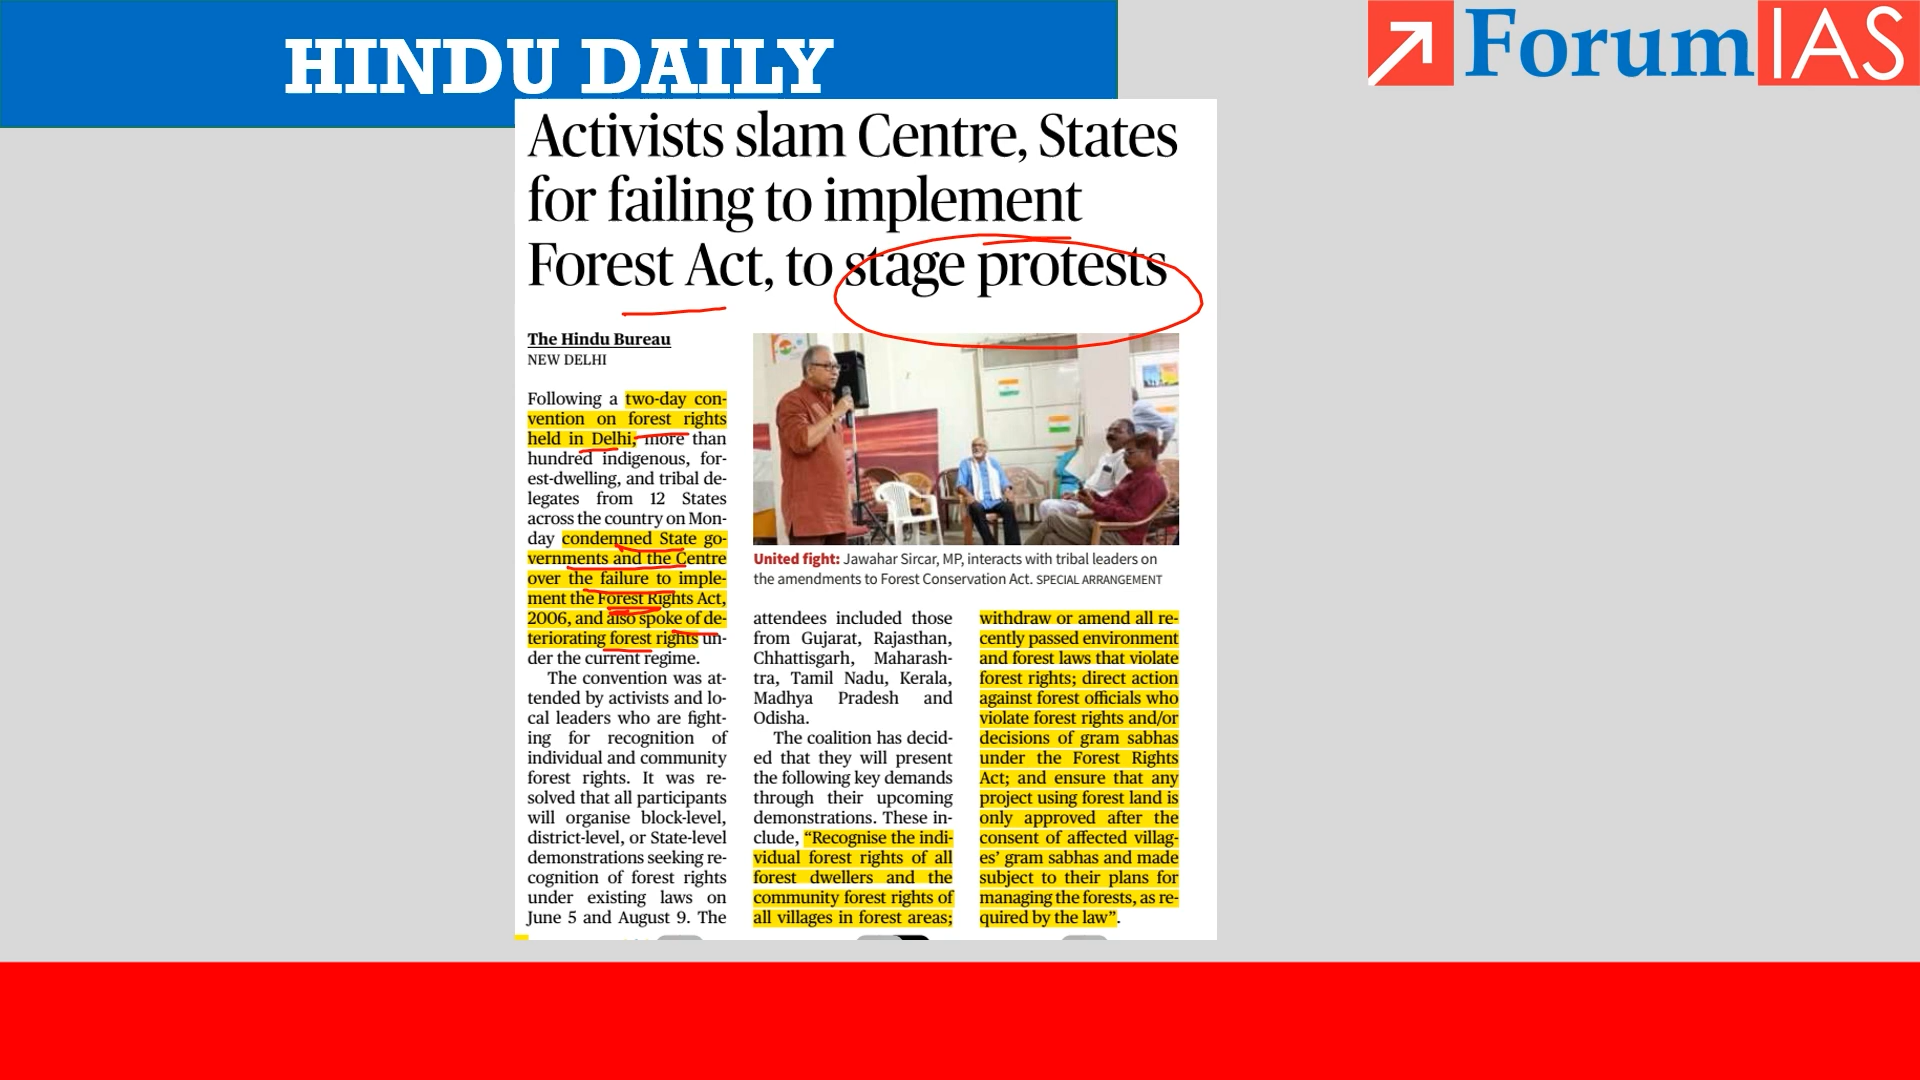 HINDU DAILY
Forum IAS
Activists slam Centre, States
for failing to implement
Forest Act, to stage protests
The Hindu Bureau
NEW DELHI
Following a two-day con-
vention on forest rights
held in Delhi, more than
hundred indigenous, for-
est-dwelling, and tribal de-
legates from 12 States
across the country on Mon-
day condemned State go-
vernments and the Centre
over the failure to imple-
ment the Forest Rights Act,
2006, and also spoke of de-
teriorating forest rights un-
der the current regime.
The convention was at-
tended by activists and lo-
cal leaders who are fight-
ing for recognition of
individual and community
forest rights. It was re-
solved that all participants
will organise block-level,
district-level, or State-level
demonstrations seeking re-
cognition of forest rights
under existing laws on
June 5 and August 9. The
United fight: Jawahar Sircar, MP, interacts with tribal leaders on
the amendments to Forest Conservation Act. SPECIAL ARRANGEMENT
attendees included those
from Gujarat, Rajasthan,
Chhattisgarh, Maharash-
tra, Tamil Nadu, Kerala,
Madhya Pradesh and
Odisha.
The coalition has decid-
ed that they will present
the following key demands
through their upcoming
demonstrations. These in-
clude, “Recognise the indi-
vidual forest rights of all
forest dwellers and the
community forest rights of
all villages in forest areas;
withdraw or amend all re-
cently passed environment
and forest laws that violate
forest rights; direct action
against forest officials who
violate forest rights and/or
decisions of gram sabhas
under the Forest Rights
Act; and ensure that any
project using forest land is
only approved after the
consent of affected villag-
es’ gram sabhas and made
subject to their plans for
managing the forests, as re-
quired by the law”.